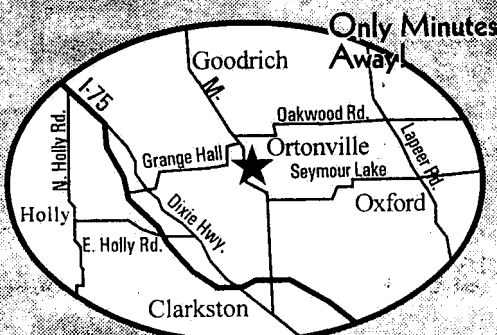 Only Minutes
Away!
Goodrich
I-75
M-
N. Holly Rd.
Oakwood Rd.
Lapeer Rd.
Grange Hall
Ortonville
Seymour Lake
Holly
Dixie Hwy.
Oxford
E. Holly Rd.
Clarkston